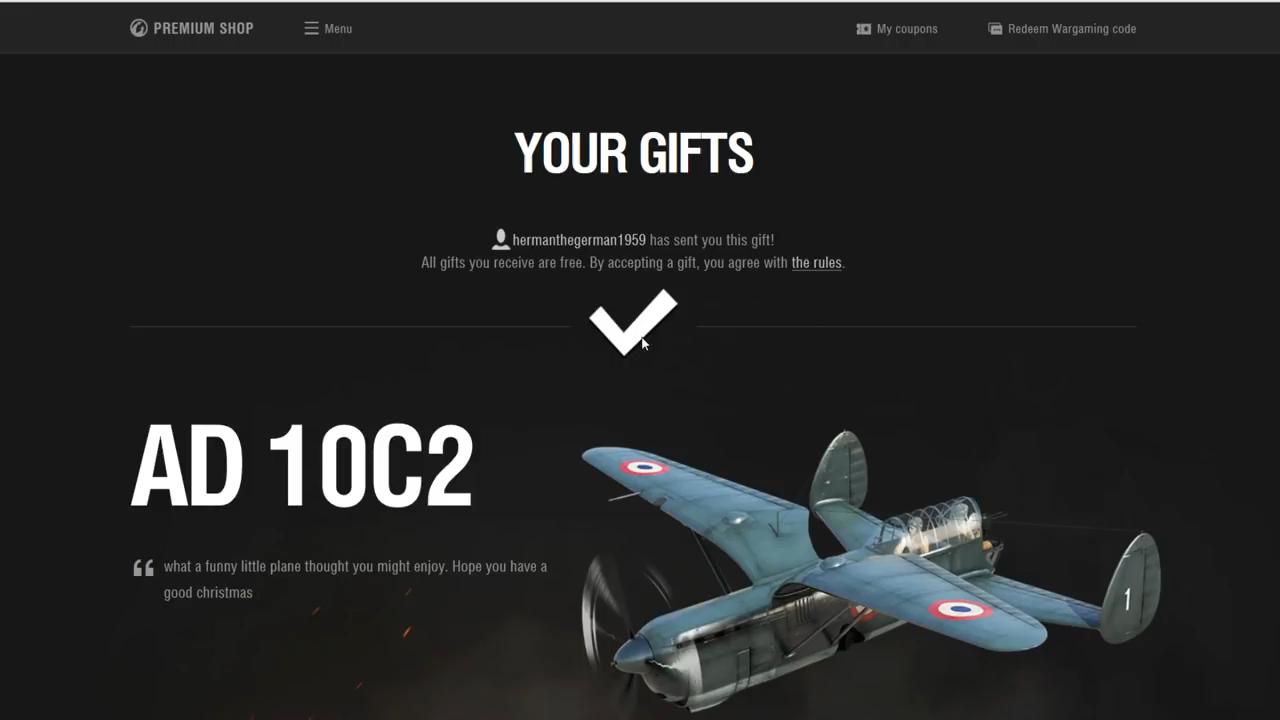 PREMIUM SHOP
Menu
My coupons
Redeem Wargaming code
YOUR GIFTS
hermanthegerman1959 has sent you this gift!
All gifts you receive are free. By accepting a gift, you agree with the rules.
AD 10C2
“ what a funny little plane thought you might enjoy. Hope you have a
good christmas
1